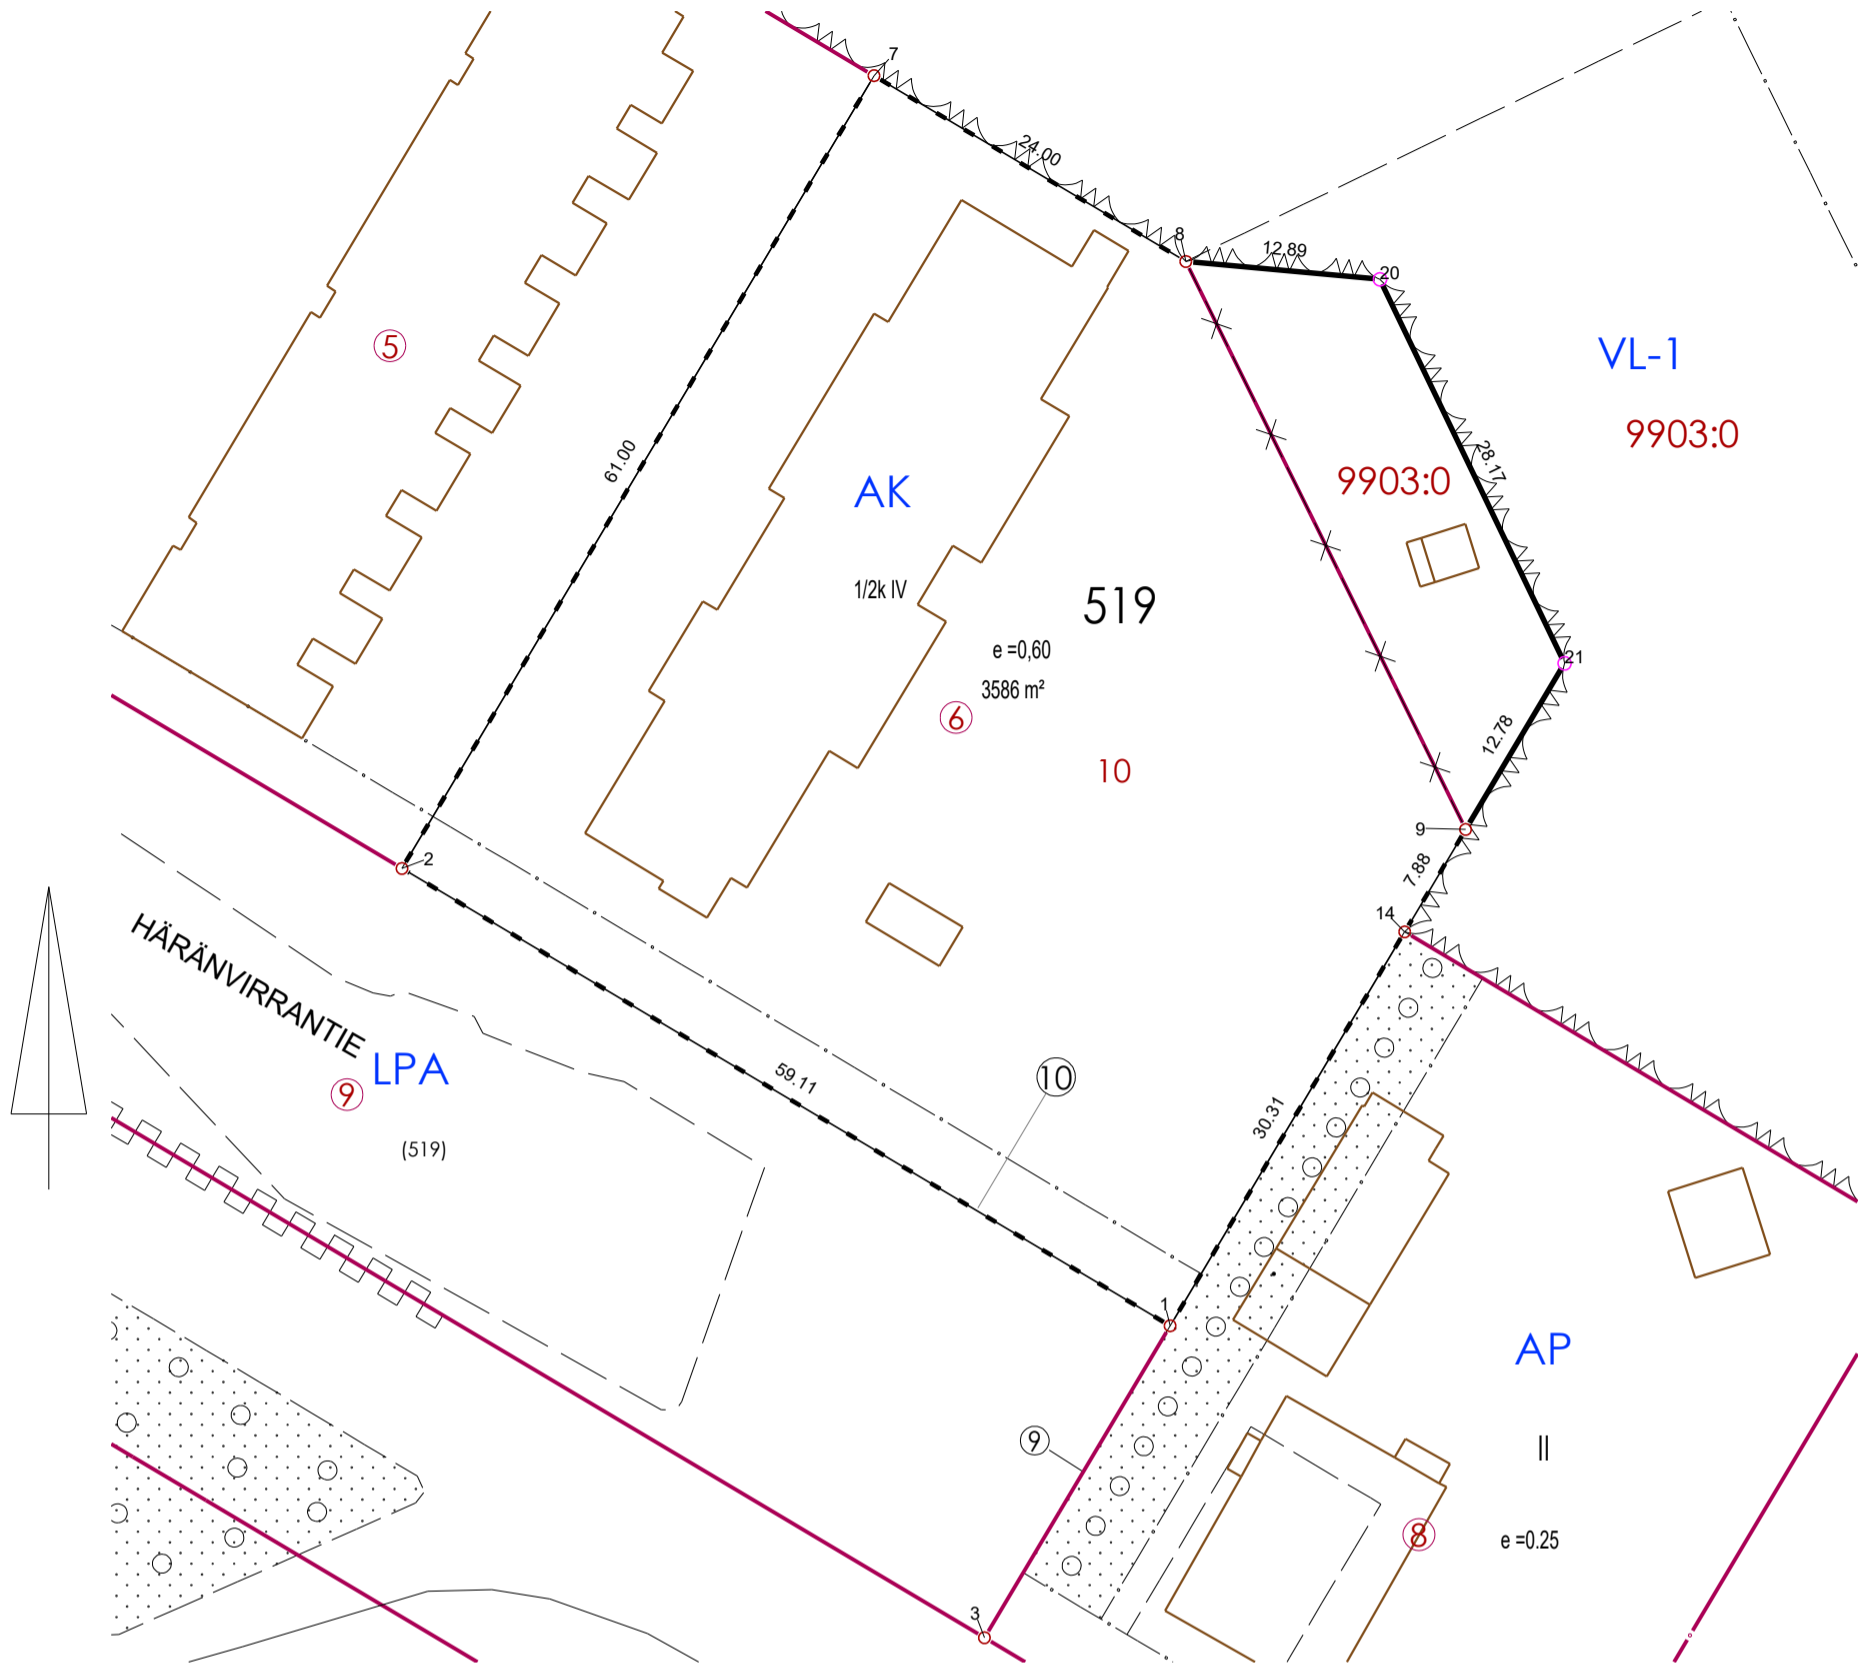 7
24.00
8
12.89
20
5
VL-1
9903:0
61.00
28.17
AK
9903:0
1/2k IV
519
e =0,60
3586 m²
21
6
12.78
10
9
2
7.88
14
HÄRÄNVIRRANTIE
LPA
9
59.11
10
30.31
(519)
1
AP
9
II
8
e =0.25
3